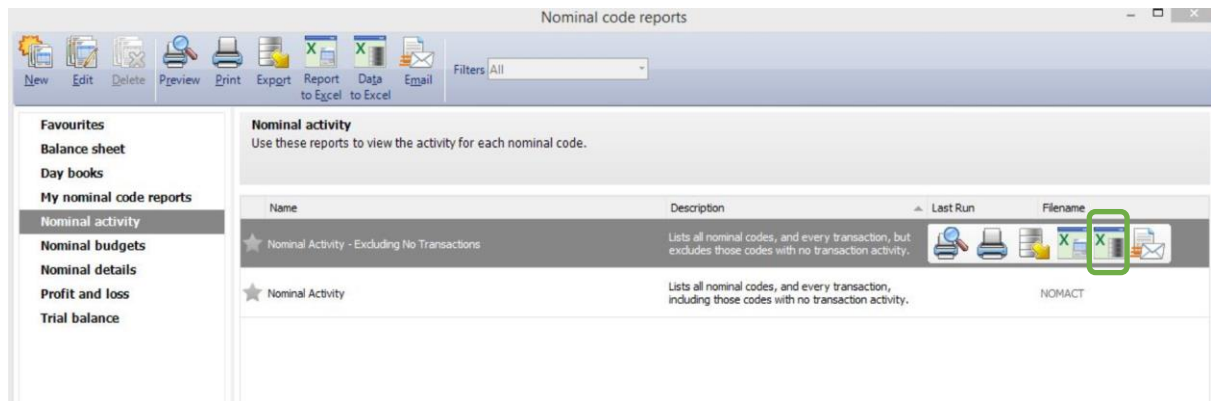 Nominal code reports
New Edit Delete Preview Print Export Report to Excel Data to Excel Email Filters All
Favourites
Balance sheet
Day books
My nominal code reports
Nominal activity
Nominal budgets
Nominal details
Profit and loss
Trial balance
Nominal activity
Use these reports to view the activity for each nominal code.
Name Description Last Run Filename
Nominal Activity - Excluding No Transactions
Lists all nominal codes, and every transaction, but
excludes those codes with no transaction activity.
Nominal Activity
Lists all nominal codes, and every transaction,
including those codes with no transaction activity.
NOMACT